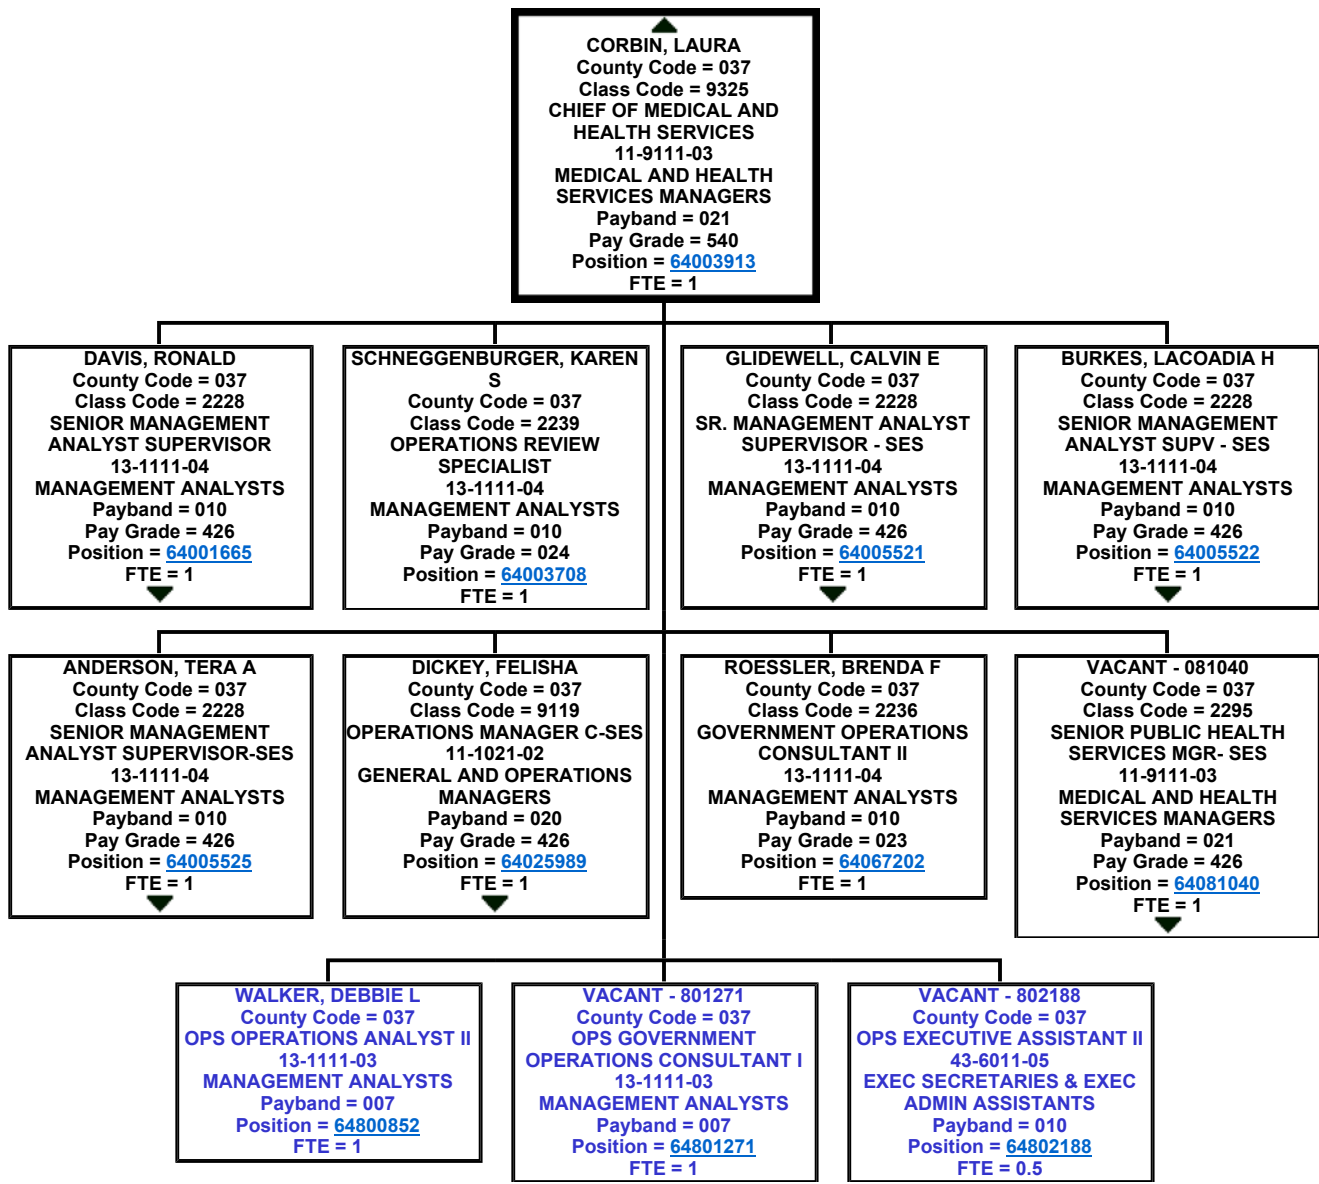 CORBIN, LAURA
County Code = 037
Class Code = 9325
CHIEF OF MEDICAL AND
HEALTH SERVICES
11-9111-03
MEDICAL AND HEALTH
SERVICES MANAGERS
Payband = 021
Pay Grade = 540
Position = 64003913
FTE = 1
DAVIS, RONALD
County Code = 037
Class Code = 2228
SENIOR MANAGEMENT
ANALYST SUPERVISOR
13-1111-04
MANAGEMENT ANALYSTS
Payband = 010
Pay Grade = 426
Position = 64001665
FTE = 1
SCHNEGGENBURGER, KAREN
S
County Code = 037
Class Code = 2239
OPERATIONS REVIEW
SPECIALIST
13-1111-04
MANAGEMENT ANALYSTS
Payband = 010
Pay Grade = 024
Position = 64003708
FTE = 1
GLIDEWELL, CALVIN E
County Code = 037
Class Code = 2228
SR. MANAGEMENT ANALYST
SUPERVISOR - SES
13-1111-04
MANAGEMENT ANALYSTS
Payband = 010
Pay Grade = 426
Position = 64005521
FTE = 1
BURKES, LACOADIA H
County Code = 037
Class Code = 2228
SENIOR MANAGEMENT
ANALYST SUPV - SES
13-1111-04
MANAGEMENT ANALYSTS
Payband = 010
Pay Grade = 426
Position = 64005522
FTE = 1
ANDERSON, TERA A
County Code = 037
Class Code = 2228
SENIOR MANAGEMENT
ANALYST SUPERVISOR-SES
13-1111-04
MANAGEMENT ANALYSTS
Payband = 010
Pay Grade = 426
Position = 64005525
FTE = 1
DICKEY, FELISHA
County Code = 037
Class Code = 9119
OPERATIONS MANAGER C-SES
11-1021-02
GENERAL AND OPERATIONS
MANAGERS
Payband = 020
Pay Grade = 426
Position = 64025989
FTE = 1
ROESSLER, BRENDA F
County Code = 037
Class Code = 2236
GOVERNMENT OPERATIONS
CONSULTANT II
13-1111-04
MANAGEMENT ANALYSTS
Payband = 010
Pay Grade = 023
Position = 64067202
FTE = 1
VACANT - 081040
County Code = 037
Class Code = 2295
SENIOR PUBLIC HEALTH
SERVICES MGR- SES
11-9111-03
MEDICAL AND HEALTH
SERVICES MANAGERS
Payband = 021
Pay Grade = 426
Position = 64081040
FTE = 1
WALKER, DEBBIE L
County Code = 037
OPS OPERATIONS ANALYST II
13-1111-03
MANAGEMENT ANALYSTS
Payband = 007
Position = 64800852
FTE = 1
VACANT - 801271
County Code = 037
OPS GOVERNMENT
OPERATIONS CONSULTANT I
13-1111-03
MANAGEMENT ANALYSTS
Payband = 007
Position = 64801271
FTE = 1
VACANT - 802188
County Code = 037
OPS EXECUTIVE ASSISTANT II
43-6011-05
EXEC SECRETARIES & EXEC
ADMIN ASSISTANTS
Payband = 010
Position = 64802188
FTE = 0.5